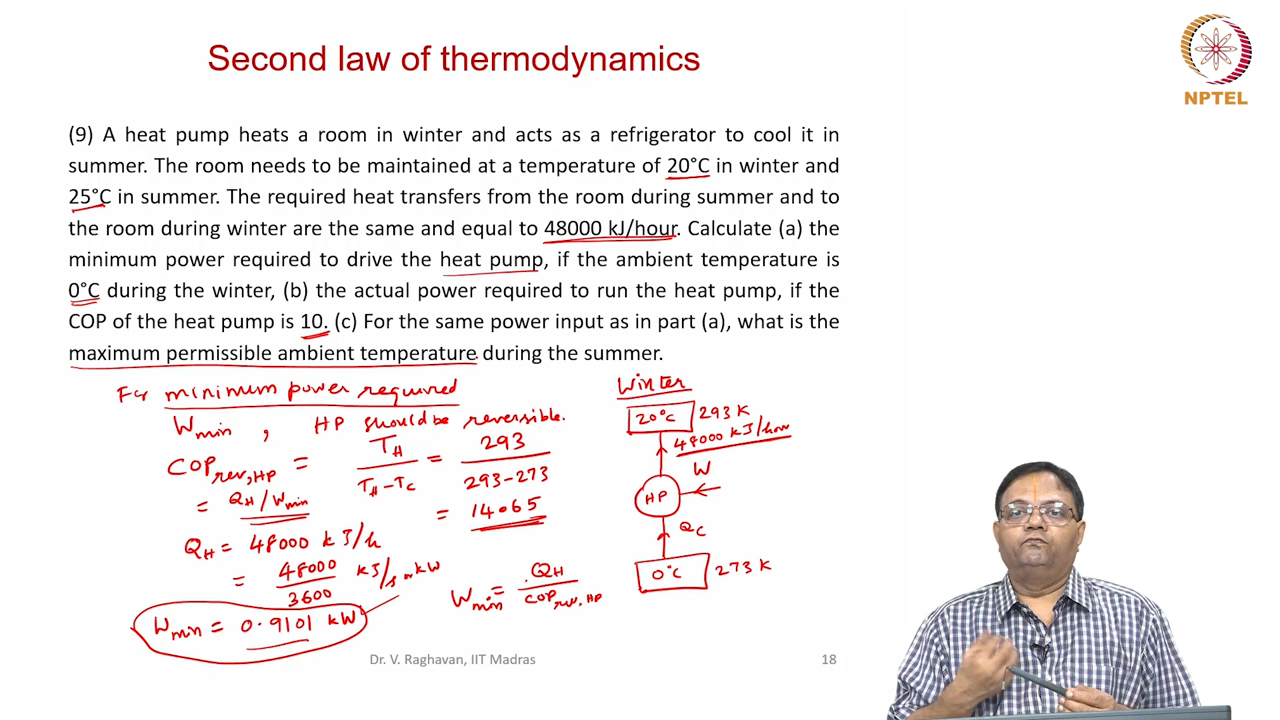 Second law of thermodynamics
NPTEL
(9) A heat pump heats a room in winter and acts as a refrigerator to cool it in
summer. The room needs to be maintained at a temperature of 20°C in winter and
25°C in summer. The required heat transfers from the room during summer and to
the room during winter are the same and equal to 48000 kJ/hour. Calculate (a) the
minimum power required to drive the heat pump, if the ambient temperature is
0°C during the winter, (b) the actual power required to run the heat pump, if the
COP of the heat pump is 10. (c) For the same power input as in part (a), what is the
maximum permissible ambient temperature during the summer.
For minimum power required
Wmin , HP should be reversible.
COPrev,HP = TH / TH-TC = 293 / 293-273
= QH/Wmin = 14.65
QH = 48000 kJ/h
= 48000 / 3600 kJ/s or kW
Wmin = QH / COPrev,HP
Wmin = 0.9101 kW
Winter
20°C 293 K
48000 kJ/hour
W
HP
QC
0°C 273 K
Dr. V. Raghavan, IIT Madras
18